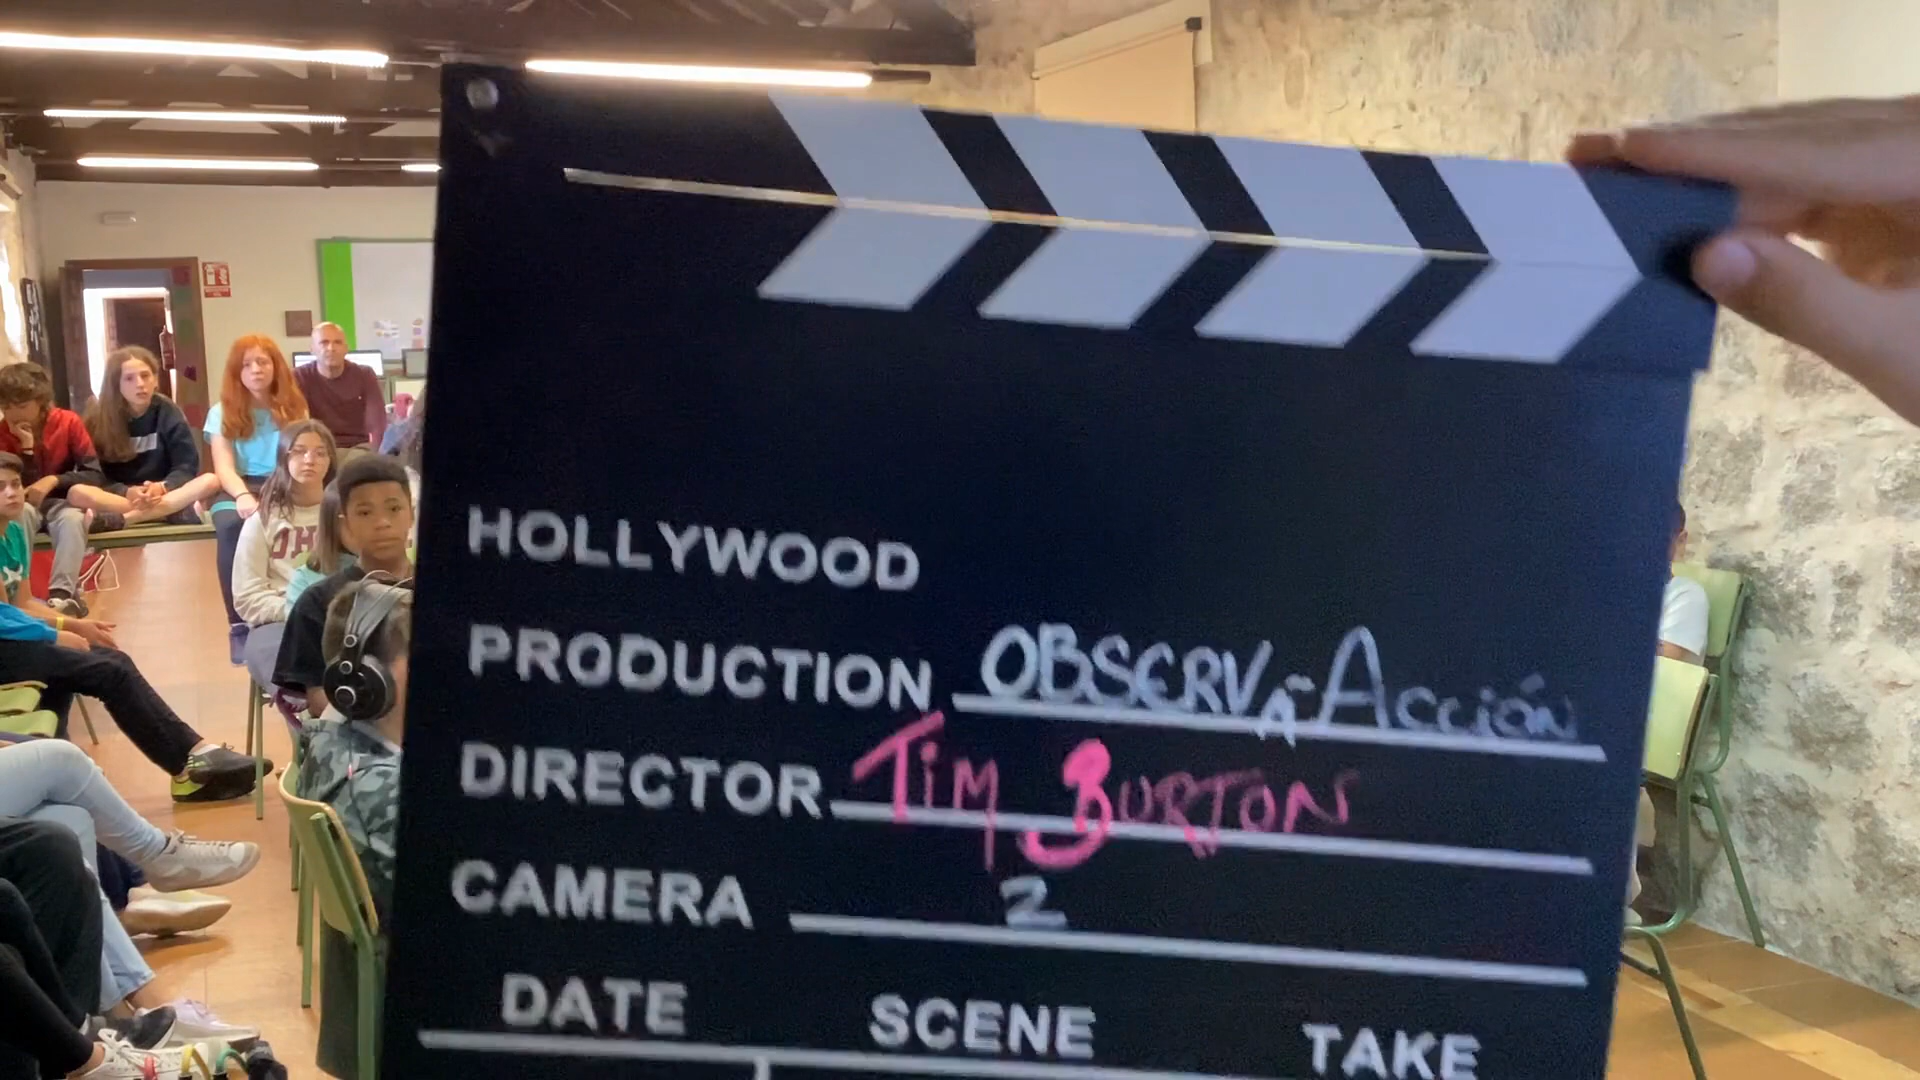 HOLLYWOOD
PRODUCTION OBSERVA-ACCIÓN
DIRECTOR TIM BURTON
CAMERA 2
DATE SCENE TAKE